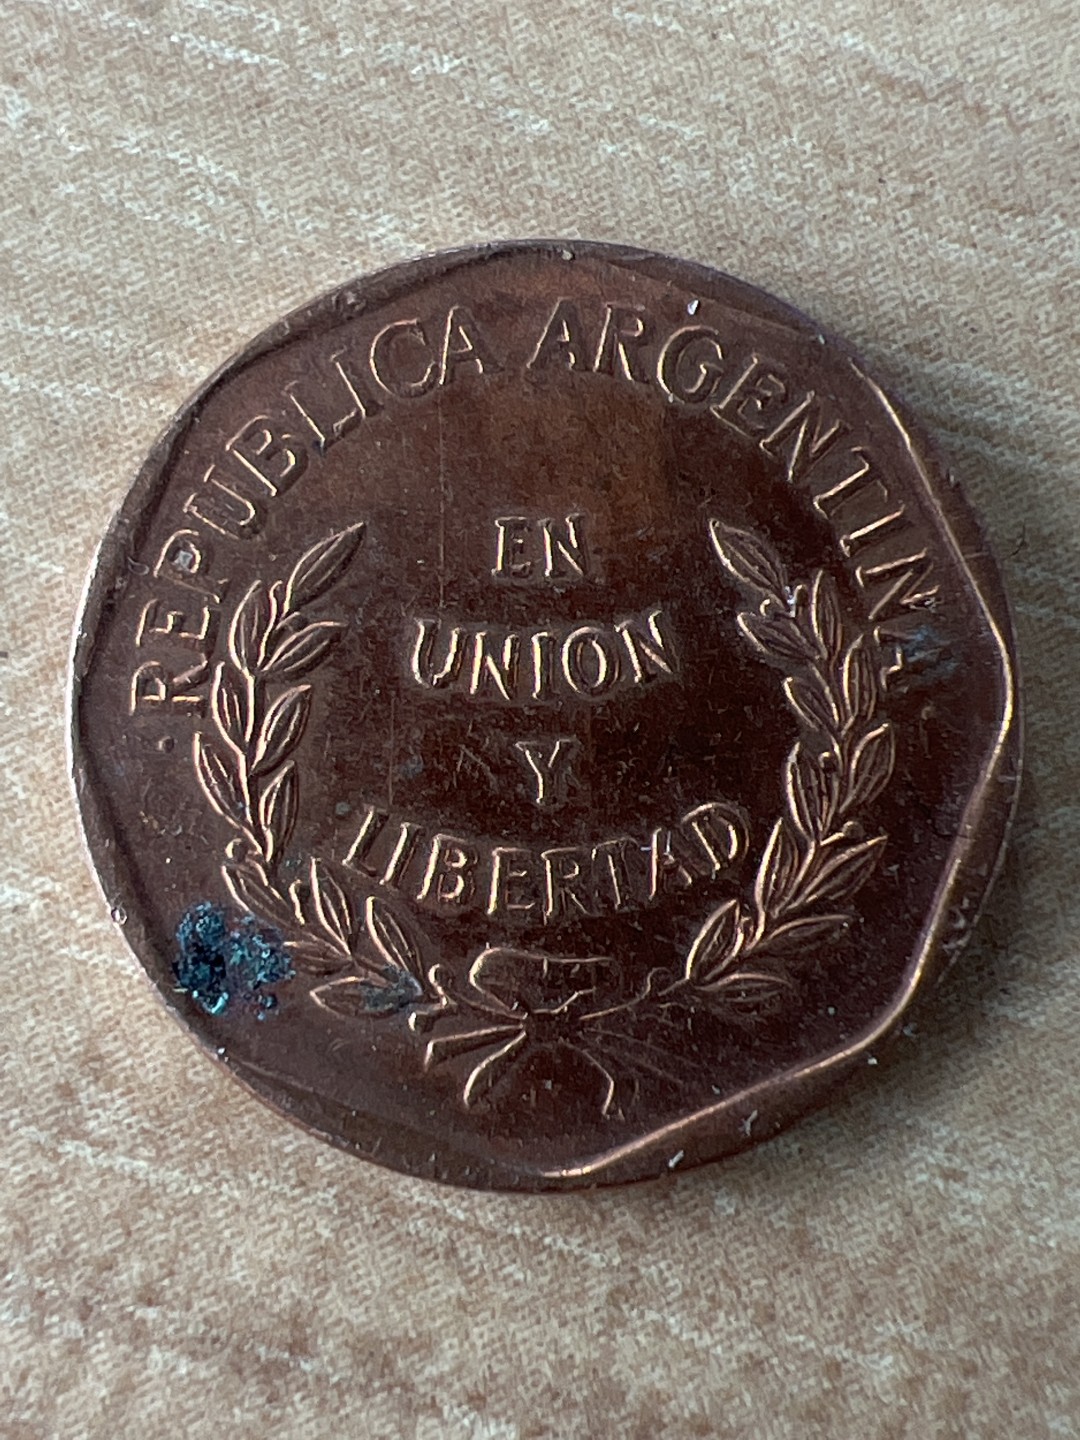 REPUBLICA ARGENTINA
EN
UNION
Y
LIBERTAD